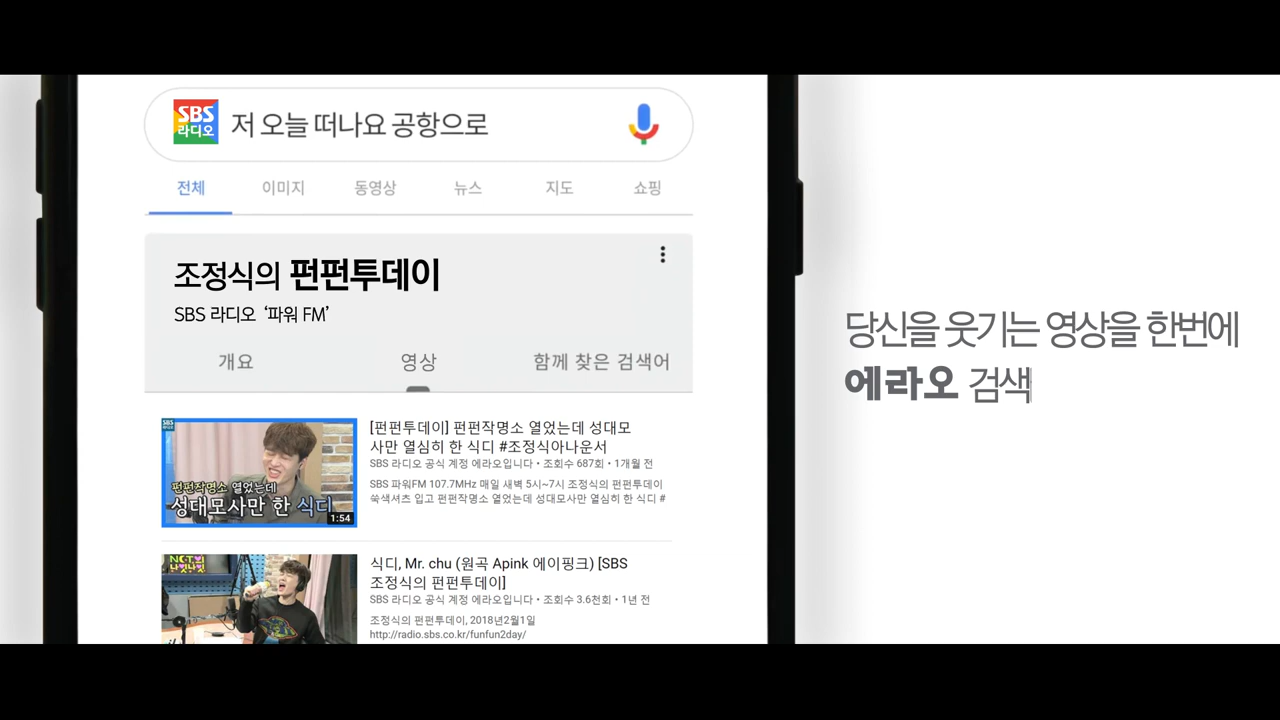 SBS
라디오
저 오늘 떠나요 공항으로
전체 이미지 동영상 뉴스 지도 쇼핑
조정식의 펀펀투데이
SBS 라디오 ‘파워 FM’
개요 영상 함께 찾은 검색어
SBS
라디오
펀펀작명소 열었는데
성대모사만 한 식디
1:54
[펀펀투데이] 펀펀작명소 열었는데 성대모
사만 열심히 한 식디 #조정식아나운서
SBS 라디오 공식 계정 에라오입니다 • 조회수 687회 • 1개월 전
SBS 파워FM 107.7MHz 매일 새벽 5시~7시 조정식의 펀펀투데이
쑥색셔츠 입고 펀펀작명소 열었는데 성대모사만 열심히 한 식디 #
NCT의
식디, Mr. chu (원곡 Apink 에이핑크) [SBS
조정식의 펀펀투데이]
SBS 라디오 공식 계정 에라오입니다 • 조회수 3.6천회 • 1년 전
조정식의 펀펀투데이, 2018년2월1일
http://radio.sbs.co.kr/funfun2day/
당신을 웃기는 영상을 한번에
에라오 검색